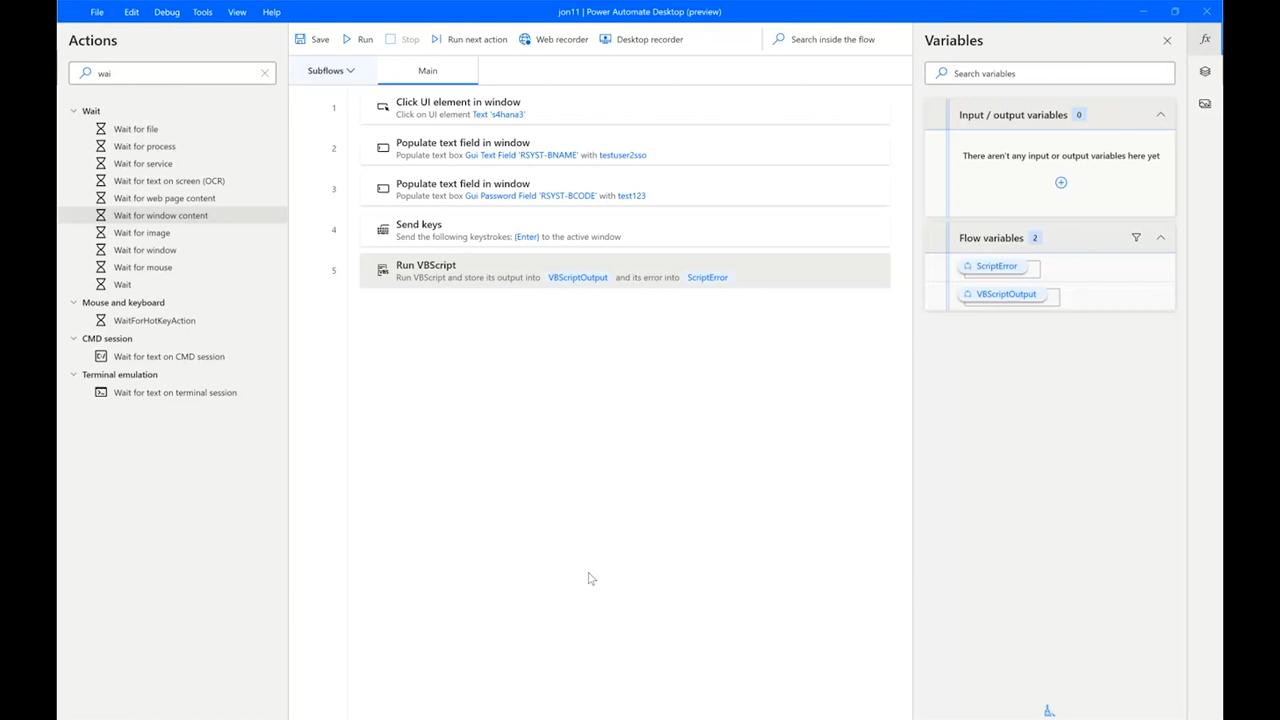 File Edit Debug Tools View Help
jon11 | Power Automate Desktop (preview)
Actions
wai
Wait
Wait for file
Wait for process
Wait for service
Wait for text on screen (OCR)
Wait for web page content
Wait for window content
Wait for image
Wait for window
Wait for mouse
Wait
Mouse and keyboard
WaitForHotKeyAction
CMD session
Wait for text on CMD session
Terminal emulation
Wait for text on terminal session
Save Run Stop Run next action Web recorder Desktop recorder Search inside the flow
Subflows Main
1 Click UI element in window
Click on UI element Text 's4hana3'
2 Populate text field in window
Populate text box Gui Text Field 'RSYST-BNAME' with testuser2sso
3 Populate text field in window
Populate text box Gui Password Field 'RSYST-BCODE' with test123
4 Send keys
Send the following keystrokes: {Enter} to the active window
5 Run VBScript
Run VBScript and store its output into VBScriptOutput and its error into ScriptError
Variables
fx
Search variables
Input / output variables 0
There aren't any input or output variables here yet
Flow variables 2
ScriptError
VBScriptOutput